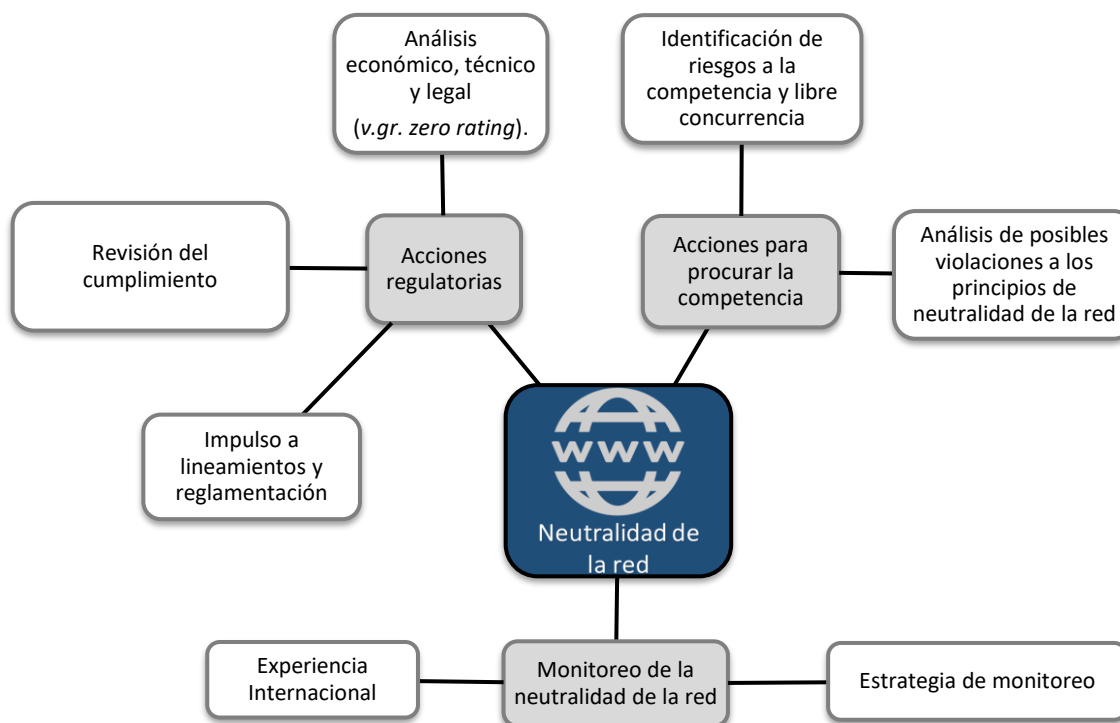 Análisis
económico, técnico
y legal
(v.gr. zero rating).
Identificación de
riesgos a la
competencia y libre
concurrencia
Revisión del
cumplimiento
Acciones
regulatorias
Acciones para
procurar la
competencia
Análisis de posibles
violaciones a los
principios de
neutralidad de la red
Impulso a
lineamientos y
reglamentación
WWW
Neutralidad de
la red
Experiencia
Internacional
Monitoreo de la
neutralidad de la red
Estrategia de monitoreo